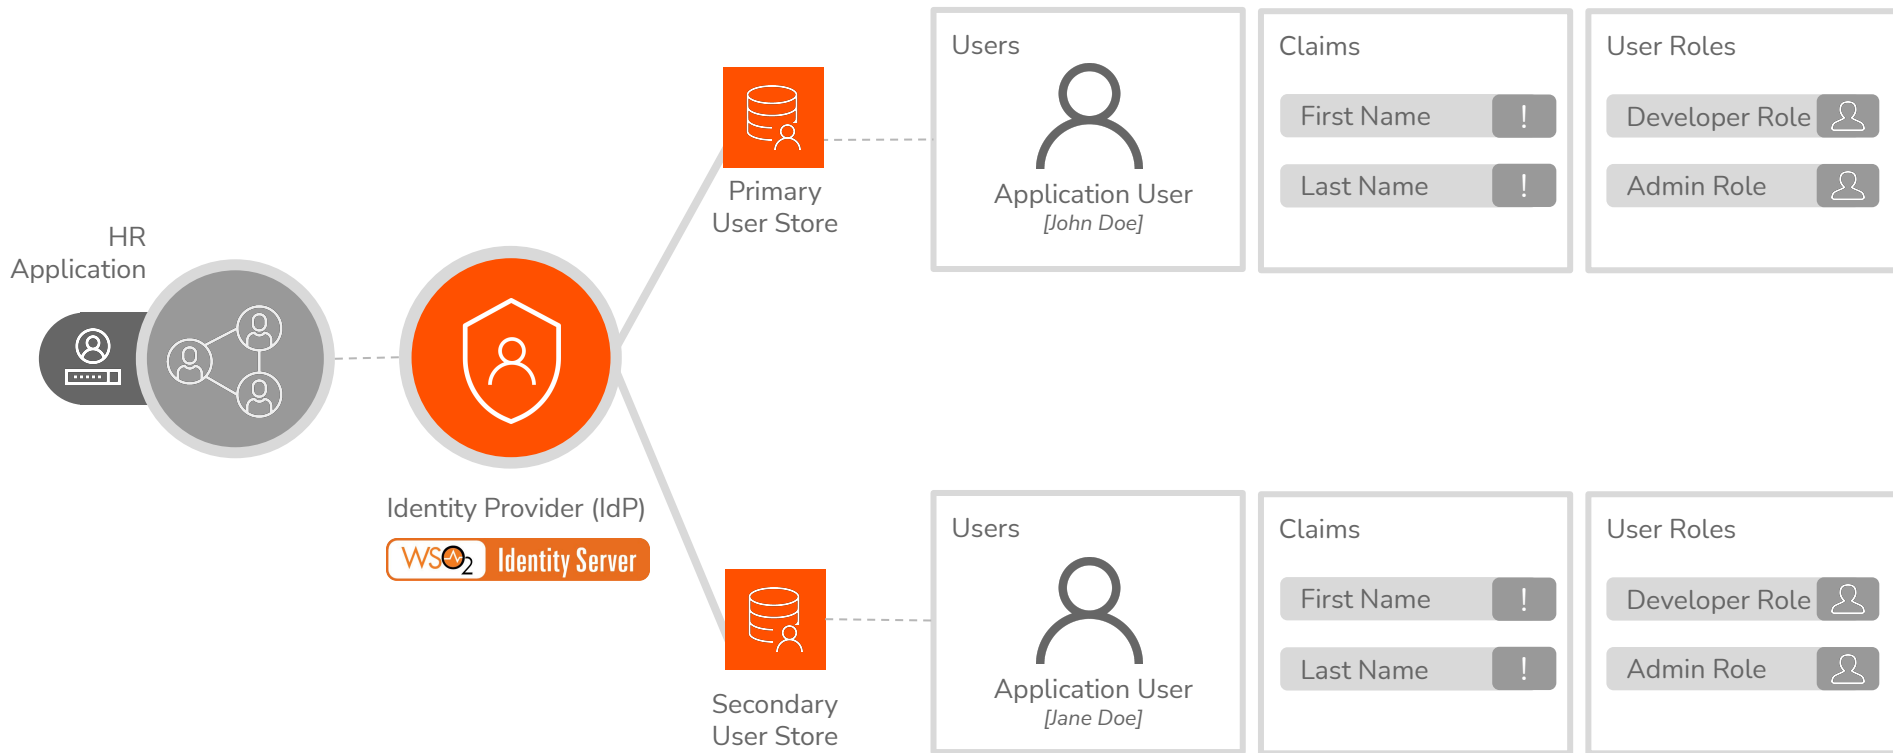 HR
Application
Identity Provider (IdP)
WSO2 Identity Server
Primary
User Store
Users
Application User
[John Doe]
Claims
First Name !
Last Name !
User Roles
Developer Role
Admin Role
Secondary
User Store
Users
Application User
[Jane Doe]
Claims
First Name !
Last Name !
User Roles
Developer Role
Admin Role